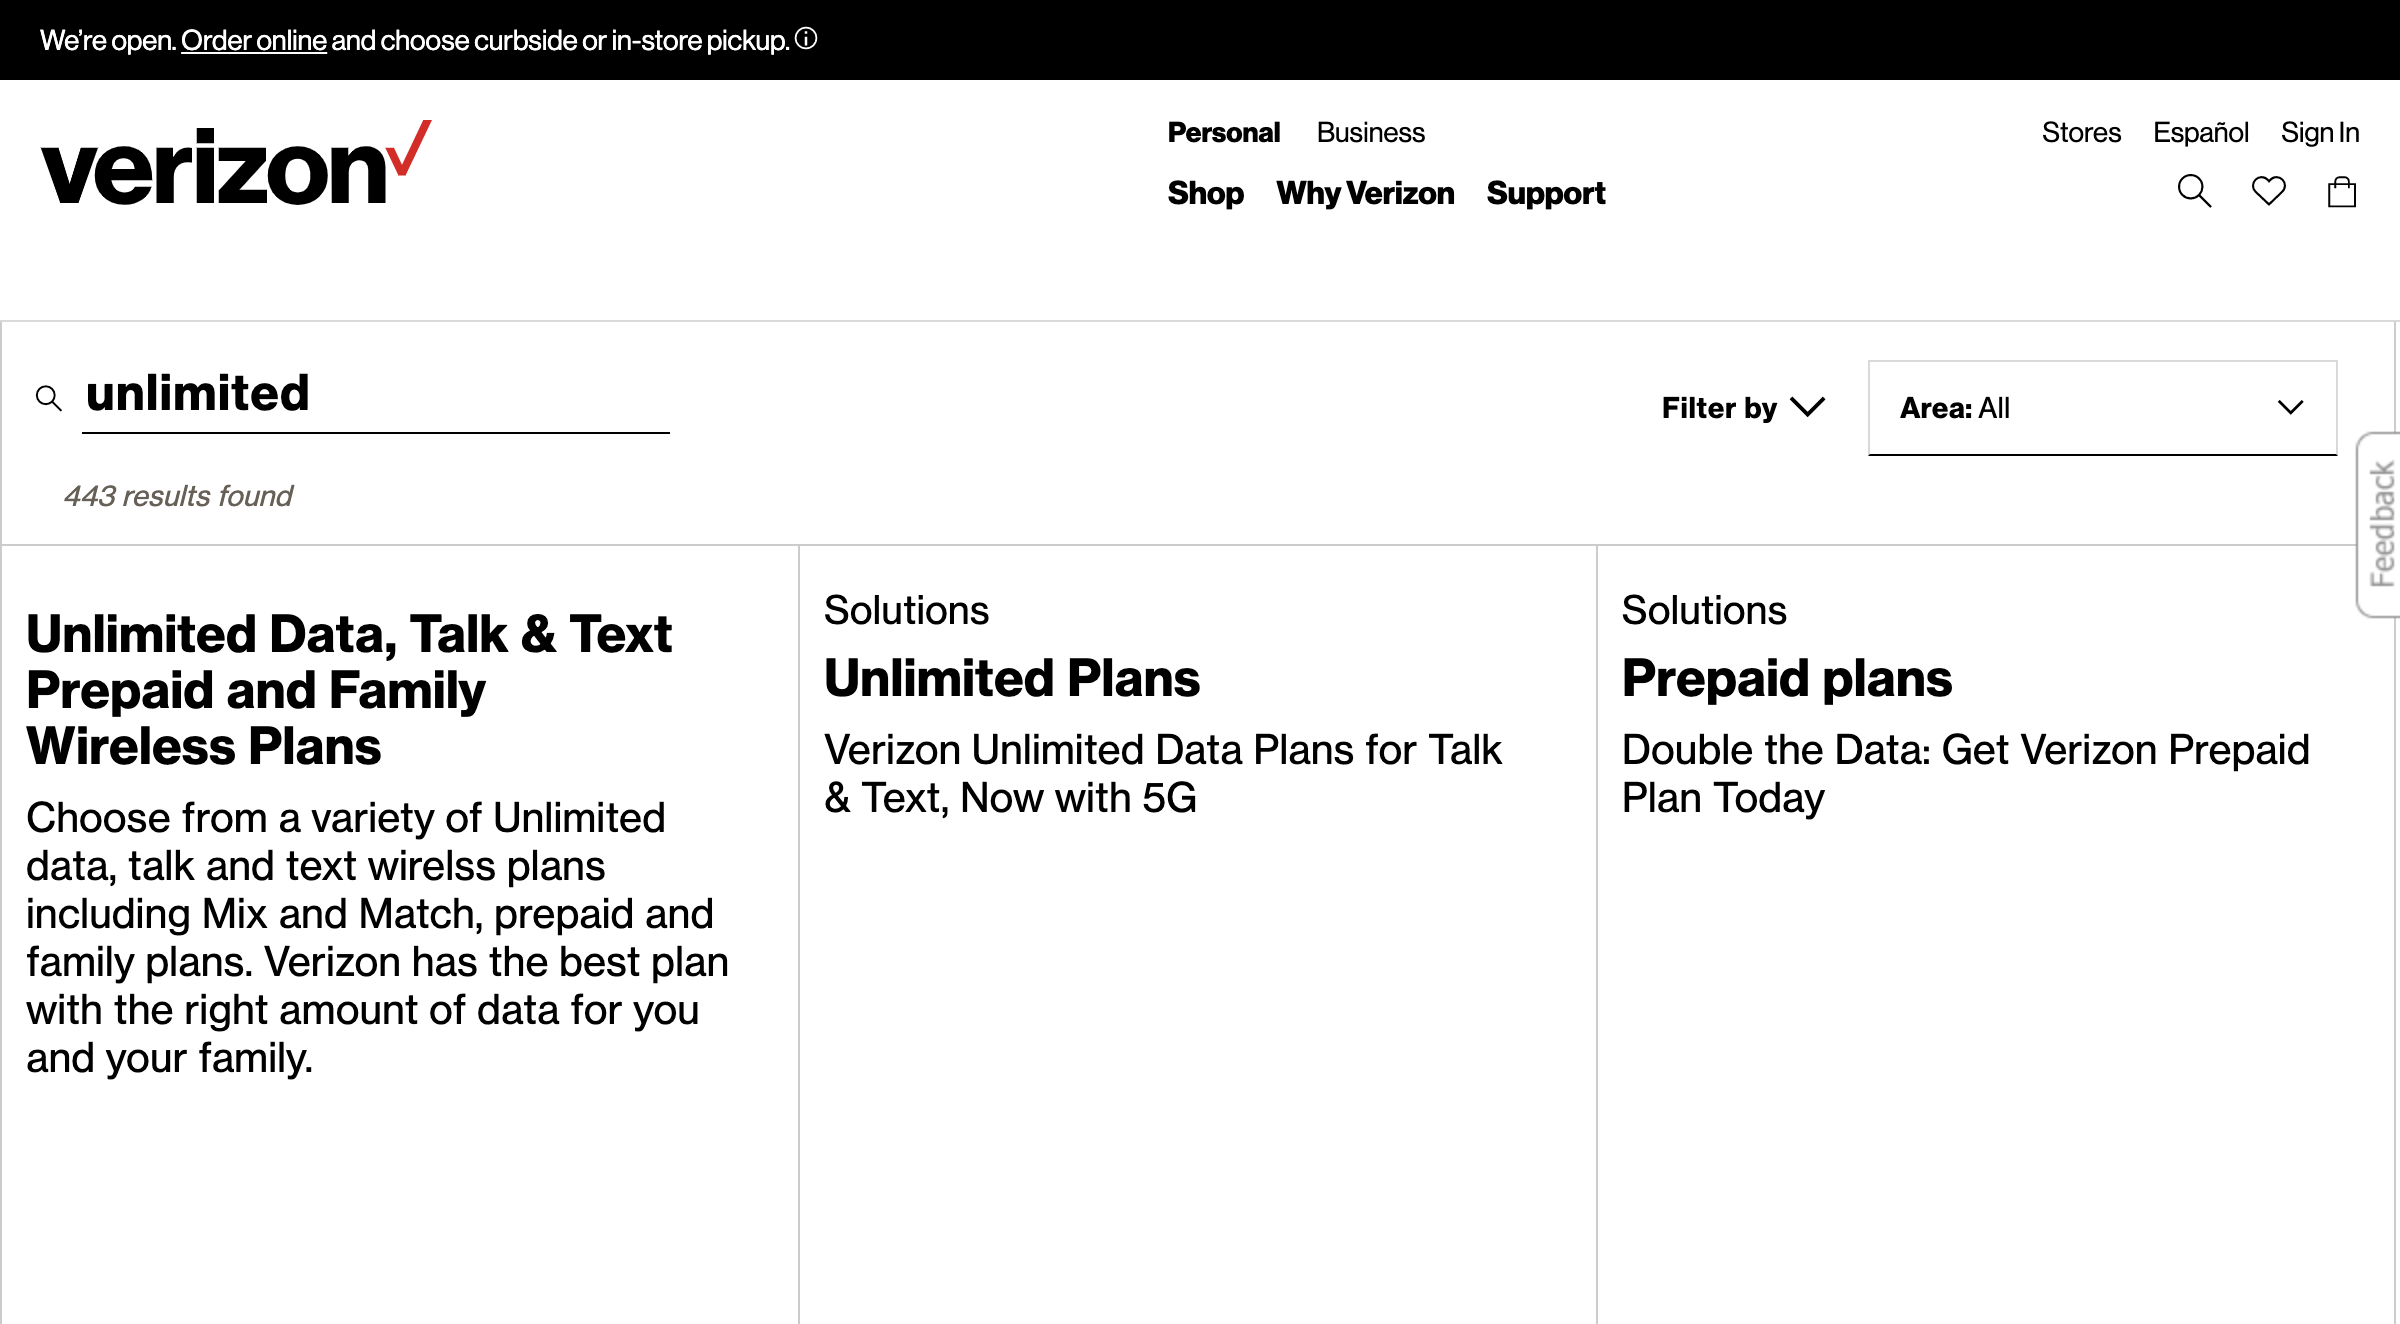 We're open. Order online and choose curbside or in-store pickup.
verizon
Personal Business
Stores Español Sign In
Shop Why Verizon Support
unlimited
Filter by
Area: All
443 results found
Feedback
Unlimited Data, Talk & Text
Prepaid and Family
Wireless Plans
Choose from a variety of Unlimited
data, talk and text wirelss plans
including Mix and Match, prepaid and
family plans. Verizon has the best plan
with the right amount of data for you
and your family.
Solutions
Unlimited Plans
Verizon Unlimited Data Plans for Talk
& Text, Now with 5G
Solutions
Prepaid plans
Double the Data: Get Verizon Prepaid
Plan Today